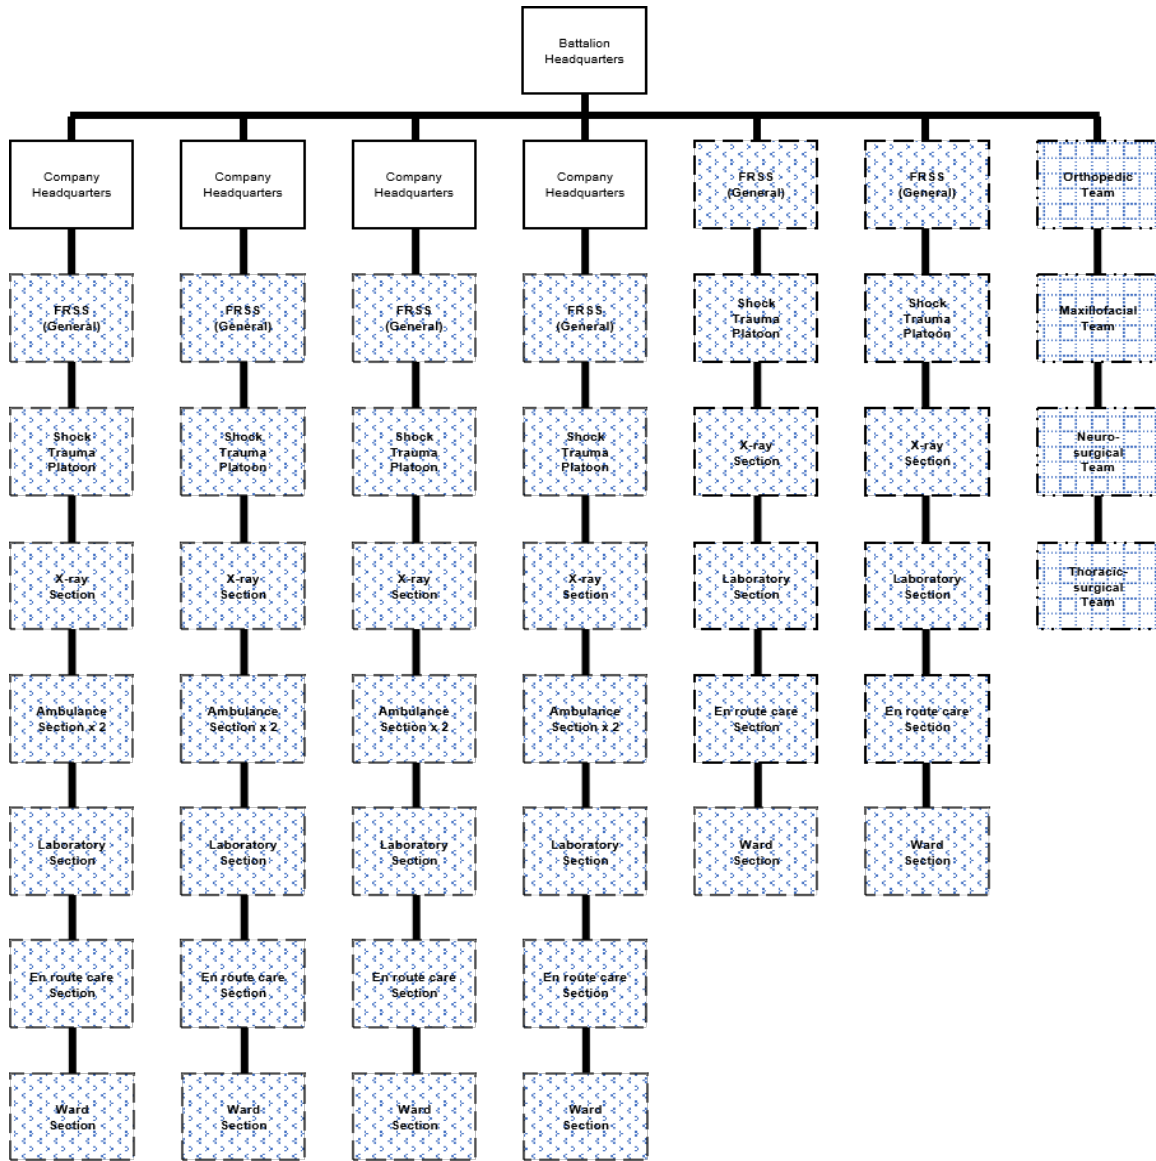 Battalion
Headquarters
Company
Headquarters
Company
Headquarters
Company
Headquarters
Company
Headquarters
FRSS
(General)
FRSS
(General)
Orthopedic
Team
FRSS
(General)
FRSS
(General)
FRSS
(General)
FRSS
(General)
Shock
Trauma
Platoon
Shock
Trauma
Platoon
Maxillofacial
Team
Shock
Trauma
Platoon
Shock
Trauma
Platoon
Shock
Trauma
Platoon
Shock
Trauma
Platoon
X-ray
Section
X-ray
Section
Neuro-
surgical
Team
X-ray
Section
X-ray
Section
X-ray
Section
X-ray
Section
Laboratory
Section
Laboratory
Section
Thoracic-
surgical
Team
Ambulance
Section x 2
Ambulance
Section x 2
Ambulance
Section x 2
Ambulance
Section x 2
En route care
Section
En route care
Section
Laboratory
Section
Laboratory
Section
Laboratory
Section
Laboratory
Section
Ward
Section
Ward
Section
En route care
Section
En route care
Section
En route care
Section
En route care
Section
Ward
Section
Ward
Section
Ward
Section
Ward
Section